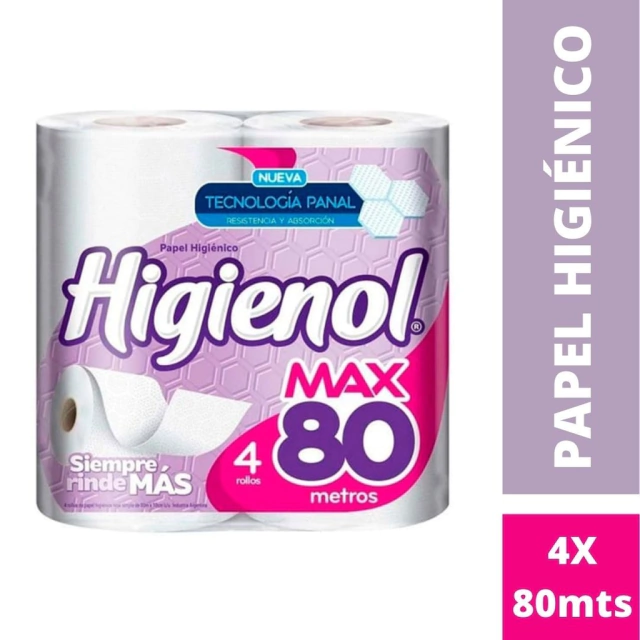 NUEVA
TECNOLOGÍA PANAL
RESISTENCIA Y ABSORCIÓN
Papel Higiénico
Higienol®
MAX
80
metros
4
rollos
Siempre
rinde MÁS
PAPEL HIGIÉNICO
4X
80mts